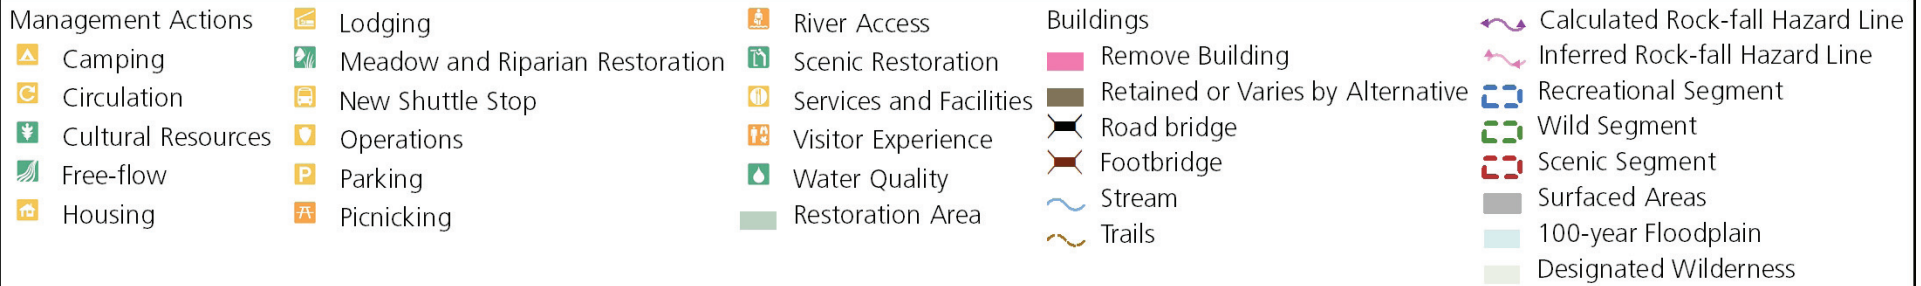 Management Actions
Camping
Circulation
Cultural Resources
Free-flow
Housing
Lodging
Meadow and Riparian Restoration
New Shuttle Stop
Operations
P Parking
Picnicking
River Access
Scenic Restoration
Services and Facilities
Visitor Experience
Water Quality
Restoration Area
Buildings
Remove Building
Retained or Varies by Alternative
Road bridge
Footbridge
Stream
Trails
Calculated Rock-fall Hazard Line
Inferred Rock-fall Hazard Line
Recreational Segment
Wild Segment
Scenic Segment
Surfaced Areas
100-year Floodplain
Designated Wilderness